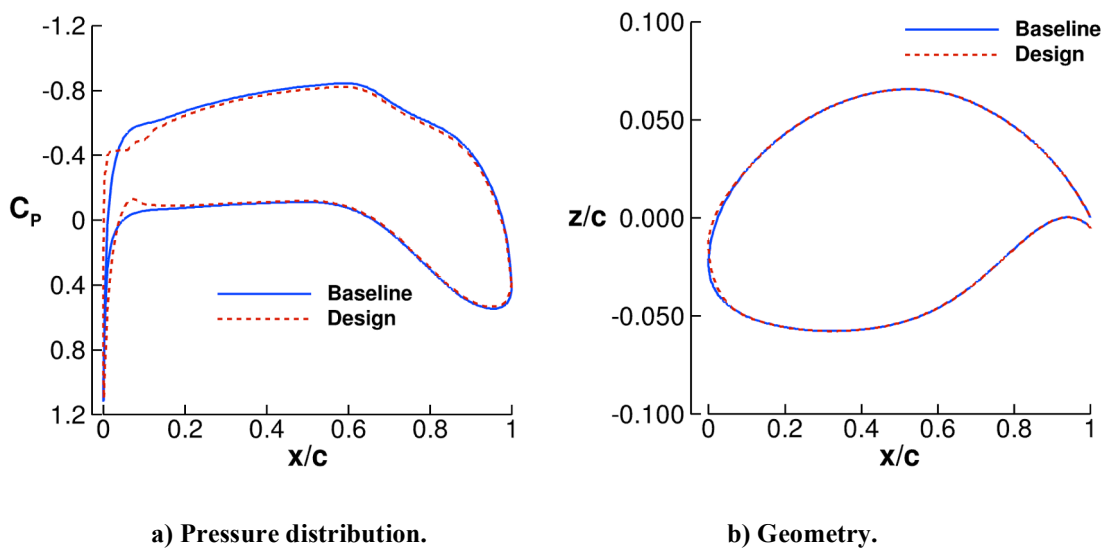 -1.2
-0.8
-0.4
0
0.4
0.8
1.2
CP
0 0.2 0.4 0.6 0.8 1
x/c
Baseline
Design
a) Pressure distribution.
0.100
0.050
0.000
-0.050
-0.100
z/c
0 0.2 0.4 0.6 0.8 1
x/c
Baseline
Design
b) Geometry.